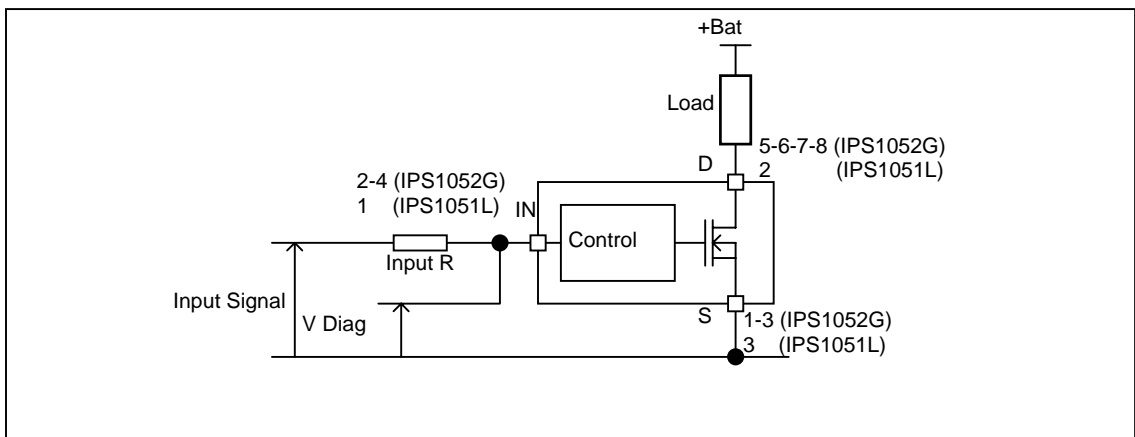 +Bat
Load
5-6-7-8 (IPS1052G)
D
2 (IPS1051L)
2-4 (IPS1052G)
1 (IPS1051L)
IN
Control
Input R
Input Signal
V Diag
S
1-3 (IPS1052G)
3 (IPS1051L)